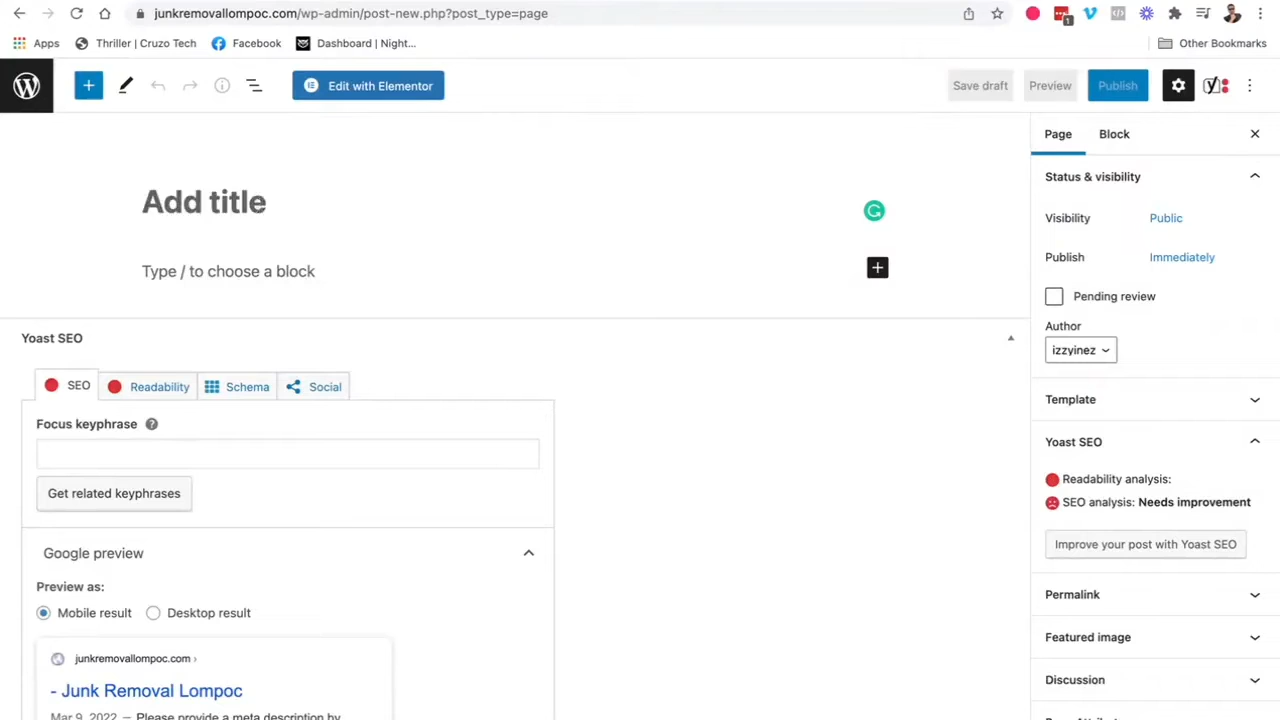 junkremovallompoc.com/wp-admin/post-new.php?post_type=page
1
Apps
Thriller | Cruzo Tech
Facebook
Dashboard | Night...
Other Bookmarks
Edit with Elementor
Save draft
Preview
Publish
Page
Block
Add title
Type / to choose a block
Status & visibility
Visibility
Public
Publish
Immediately
Pending review
Author
izzyinez
Template
Yoast SEO
Readability analysis:
SEO analysis: Needs improvement
Improve your post with Yoast SEO
Permalink
Featured image
Discussion
Yoast SEO
SEO
Readability
Schema
Social
Focus keyphrase
Get related keyphrases
Google preview
Preview as:
Mobile result
Desktop result
junkremovallompoc.com ›
- Junk Removal Lompoc
Mar 9, 2022 — Please provide a meta description by